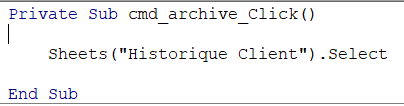 Private Sub cmd_archive_Click()
Sheets("Historique Client").Select
End Sub